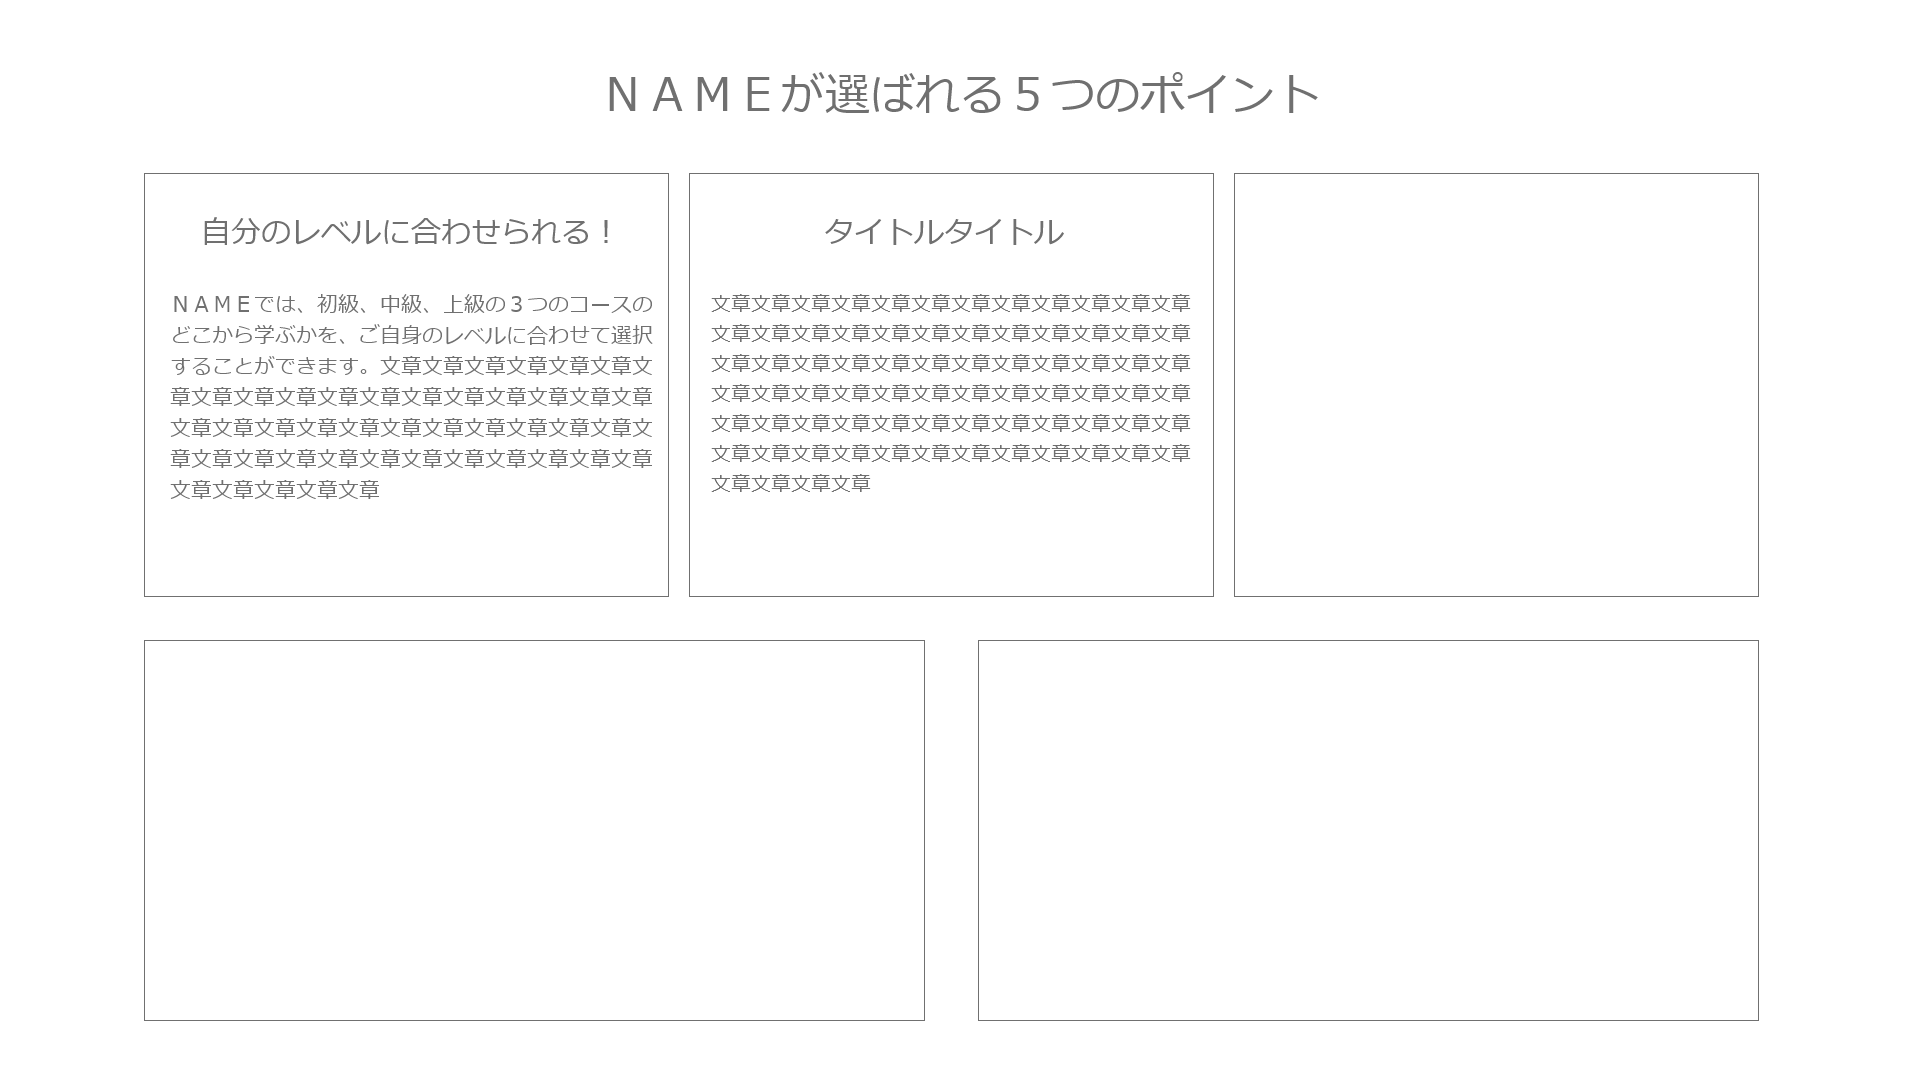 ＮＡＭＥが選ばれる５つのポイント
自分のレベルに合わせられる！
ＮＡＭＥでは、初級、中級、上級の３つのコースの
どこから学ぶかを、ご自身のレベルに合わせて選択
することができます。文章文章文章文章文章文章文
章文章文章文章文章文章文章文章文章文章文章文章
文章文章文章文章文章文章文章文章文章文章文章文
章文章文章文章文章文章文章文章文章文章文章文章
文章文章文章文章文章
タイトルタイトル
文章文章文章文章文章文章文章文章文章文章文章文章
文章文章文章文章文章文章文章文章文章文章文章文章
文章文章文章文章文章文章文章文章文章文章文章文章
文章文章文章文章文章文章文章文章文章文章文章文章
文章文章文章文章文章文章文章文章文章文章文章文章
文章文章文章文章文章文章文章文章文章文章文章文章
文章文章文章文章